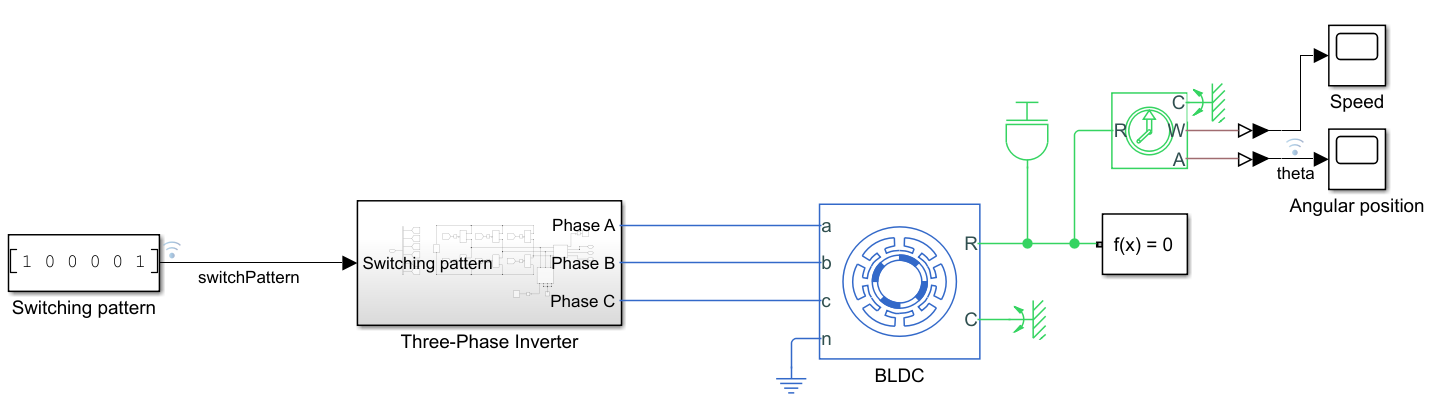 Speed
C
R
W
A
theta
Angular position
Phase A
a
R
f(x) = 0
[1 0 0 0 0 1]
switchPattern
Switching pattern
Phase B
b
Phase C
c
C
n
Switching pattern
Three-Phase Inverter
BLDC